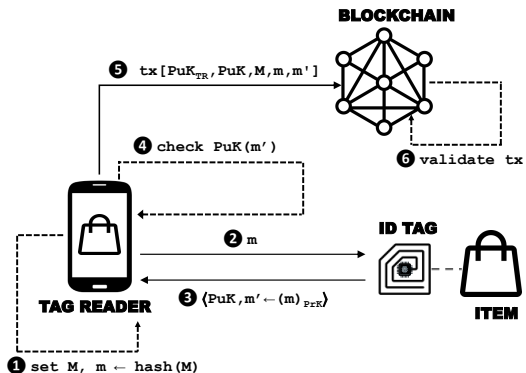 BLOCKCHAIN
❺ tx[PuK_TR,PuK,M,m,m']
❹ check PuK(m′)
❻ validate tx
❷ m
ID TAG
❸ ⟨PuK,m′←(m)_PrK⟩
TAG READER
ITEM
❶ set M, m ← hash(M)